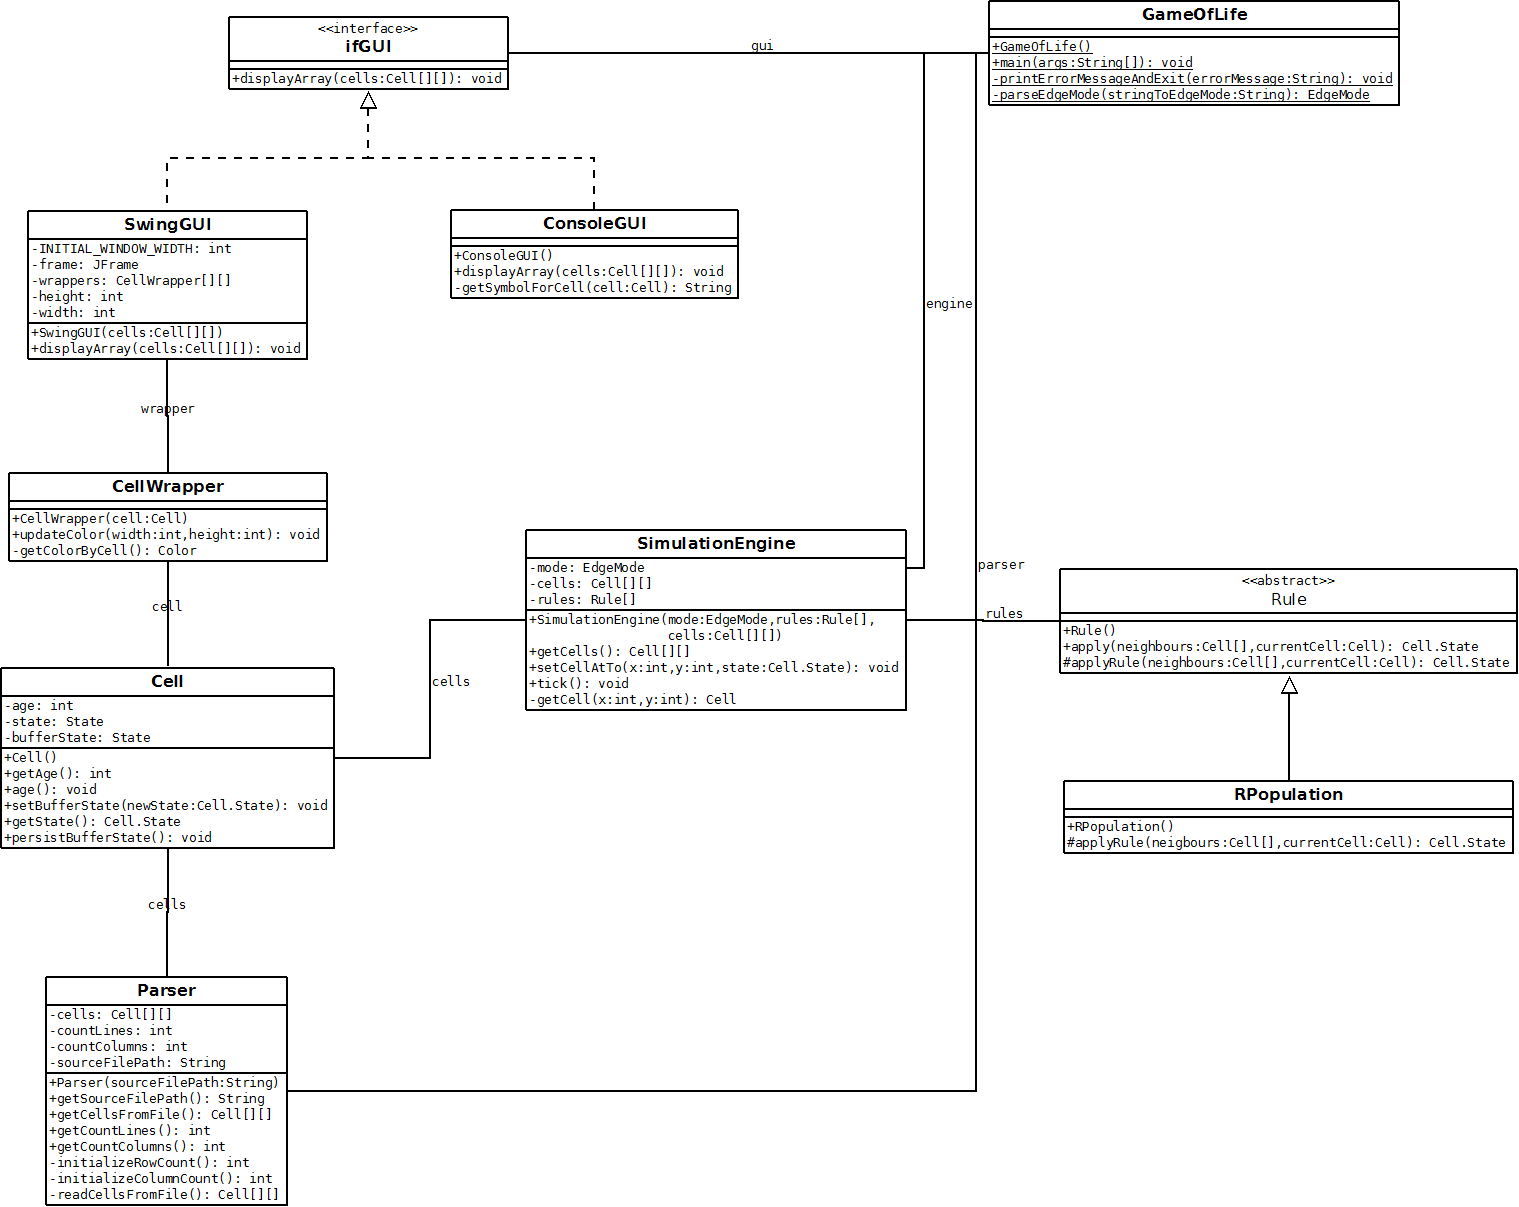 <<interface>>
ifGUI
+displayArray(cells:Cell[][]): void
gui
GameOfLife
+GameOfLife()
+main(args:String[]): void
-printErrorMessageAndExit(errorMessage:String): void
-parseEdgeMode(stringToEdgeMode:String): EdgeMode
SwingGUI
-INITIAL_WINDOW_WIDTH: int
-frame: JFrame
-wrappers: CellWrapper[][]
-height: int
-width: int
+SwingGUI(cells:Cell[][])
+displayArray(cells:Cell[][]): void
ConsoleGUI
+ConsoleGUI()
+displayArray(cells:Cell[][]): void
-getSymbolForCell(cell:Cell): String
engine
wrapper
CellWrapper
+CellWrapper(cell:Cell)
+updateColor(width:int,height:int): void
-getColorByCell(): Color
cell
SimulationEngine
-mode: EdgeMode
-cells: Cell[][]
-rules: Rule[]
+SimulationEngine(mode:EdgeMode,rules:Rule[],
cells:Cell[][])
+getCells(): Cell[][]
+setCellAtTo(x:int,y:int,state:Cell.State): void
+tick(): void
-getCell(x:int,y:int): Cell
parser
rules
<<abstract>>
Rule
+Rule()
+apply(neighbours:Cell[],currentCell:Cell): Cell.State
#applyRule(neighbours:Cell[],currentCell:Cell): Cell.State
cells
Cell
-age: int
-state: State
-bufferState: State
+Cell()
+getAge(): int
+age(): void
+setBufferState(newState:Cell.State): void
+getState(): Cell.State
+persistBufferState(): void
RPopulation
+RPopulation()
#applyRule(neigbours:Cell[],currentCell:Cell): Cell.State
cells
Parser
-cells: Cell[][]
-countLines: int
-countColumns: int
-sourceFilePath: String
+Parser(sourceFilePath:String)
+getSourceFilePath(): String
+getCellsFromFile(): Cell[][]
+getCountLines(): int
+getCountColumns(): int
-initializeRowCount(): int
-initializeColumnCount(): int
-readCellsFromFile(): Cell[][]